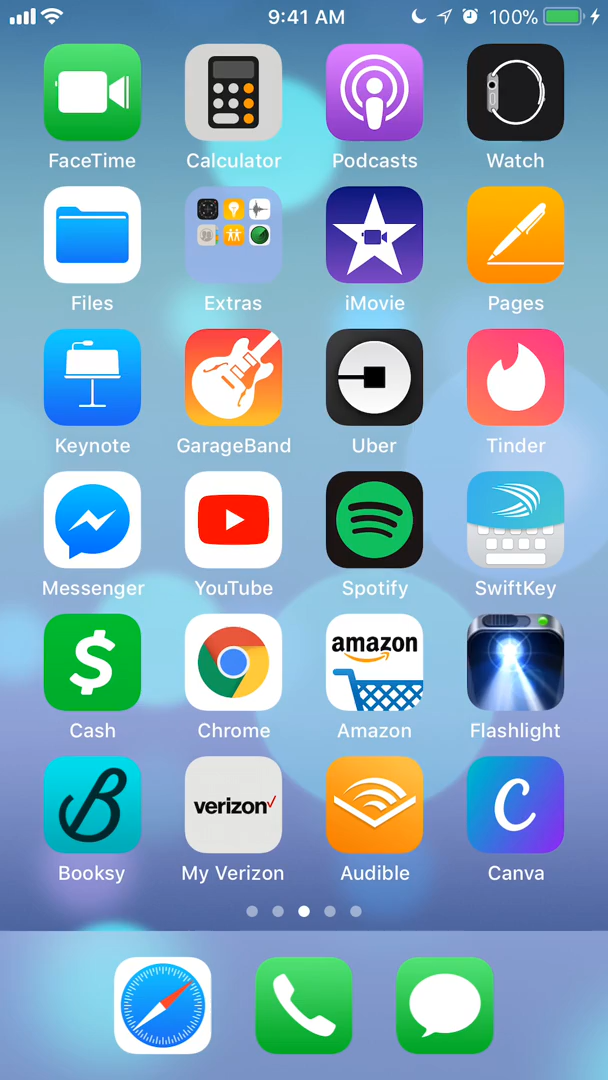 9:41 AM 100%
FaceTime Calculator Podcasts Watch
Files Extras iMovie Pages
Keynote GarageBand Uber Tinder
Messenger YouTube Spotify SwiftKey
$ amazon
Cash Chrome Amazon Flashlight
B verizon C
Booksy My Verizon Audible Canva